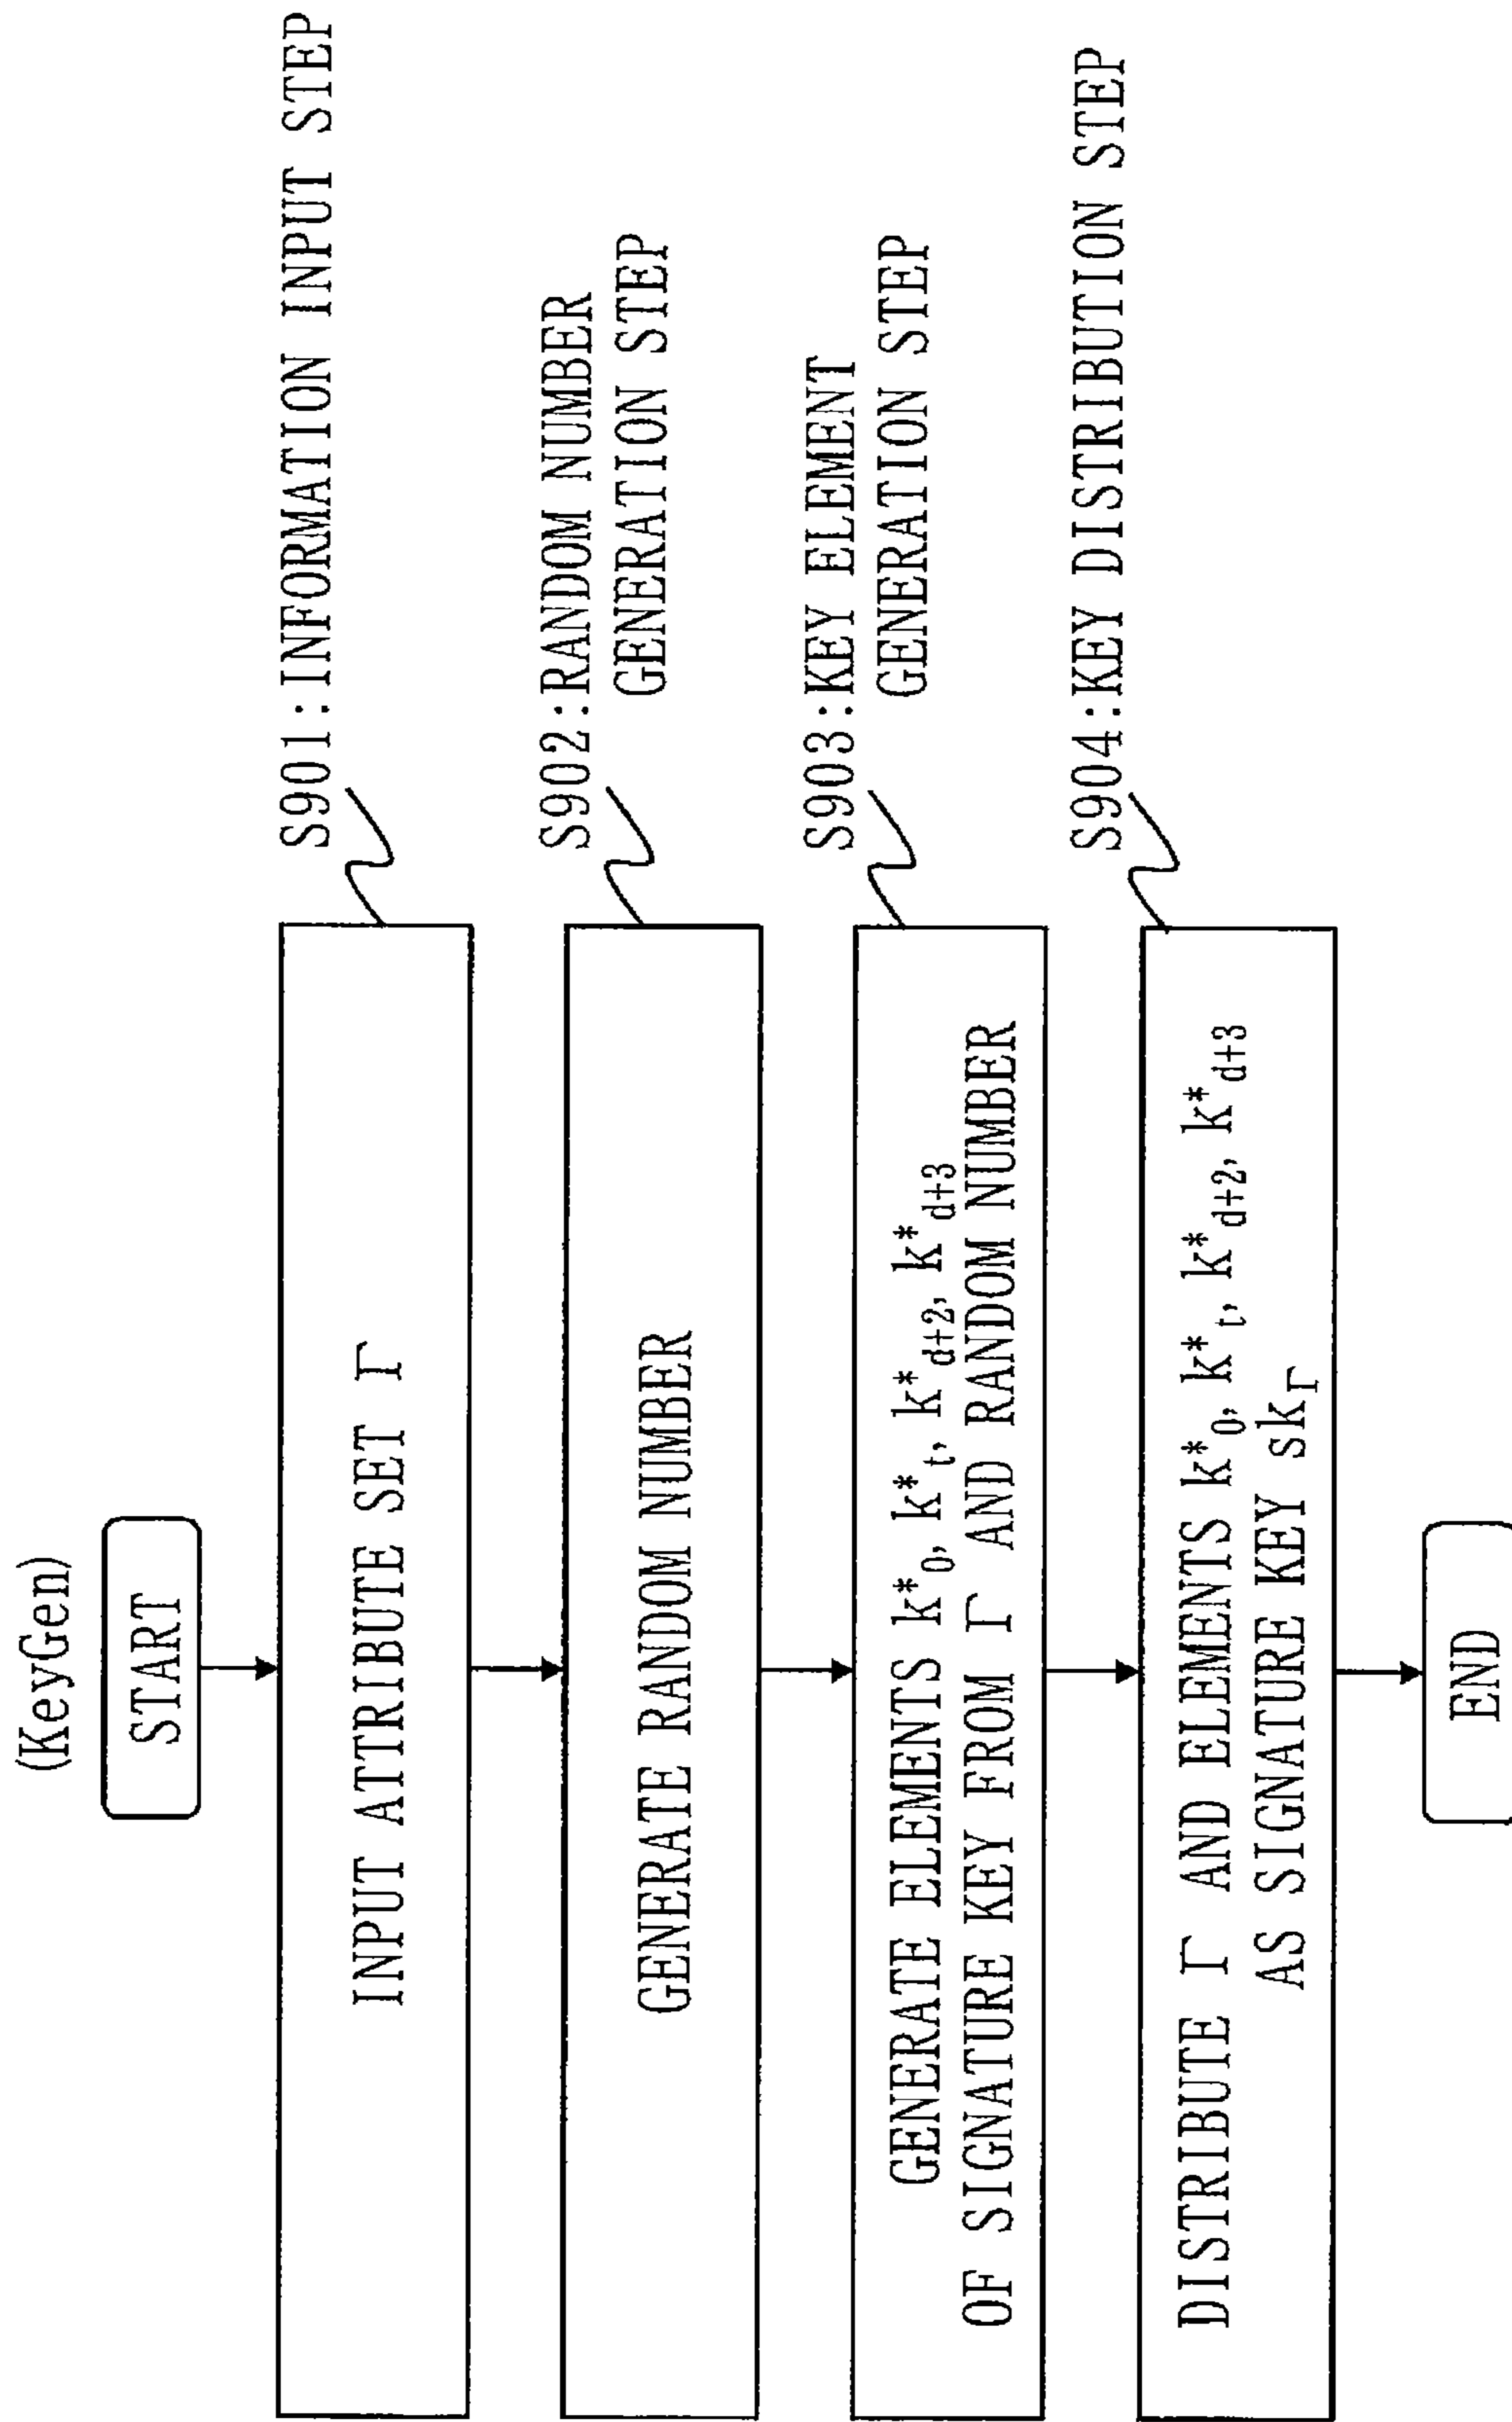 (KeyGen)
START
S901:INFORMATION INPUT STEP
INPUT ATTRIBUTE SET Γ
S902:RANDOM NUMBER
GENERATION STEP
GENERATE RANDOM NUMBER
S903:KEY ELEMENT
GENERATION STEP
GENERATE ELEMENTS k*0, k*t, k*d+2, k*d+3
OF SIGNATURE KEY FROM Γ AND RANDOM NUMBER
S904:KEY DISTRIBUTION STEP
DISTRIBUTE Γ AND ELEMENTS k*0, k*t, k*d+2, k*d+3
AS SIGNATURE KEY skΓ
END